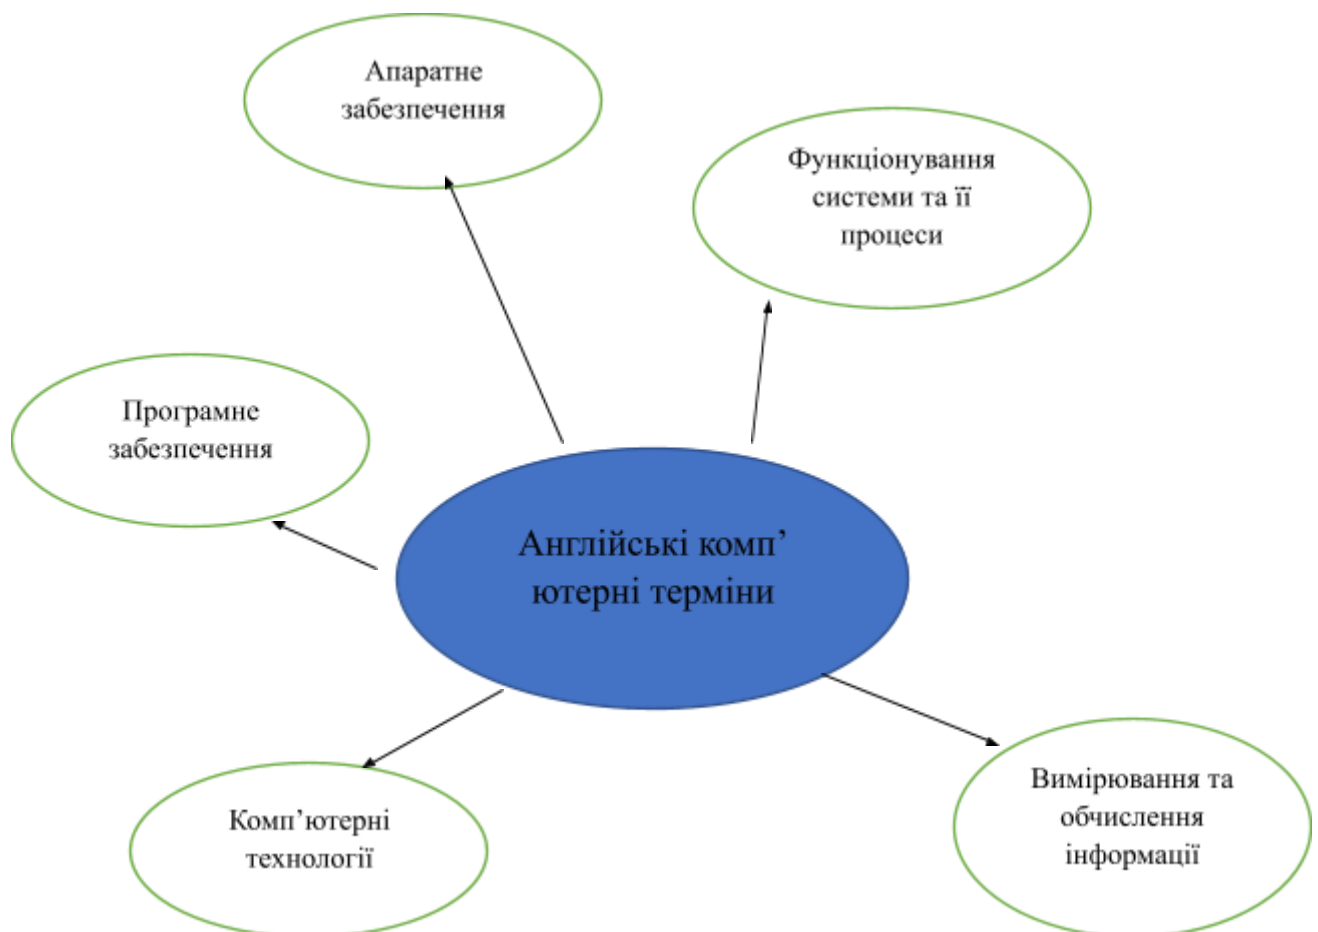 Апаратне
забезпечення
Функціонування
системи та її
процеси
Програмне
забезпечення
Англійські комп’
ютерні терміни
Комп’ютерні
технології
Вимірювання та
обчислення
інформації